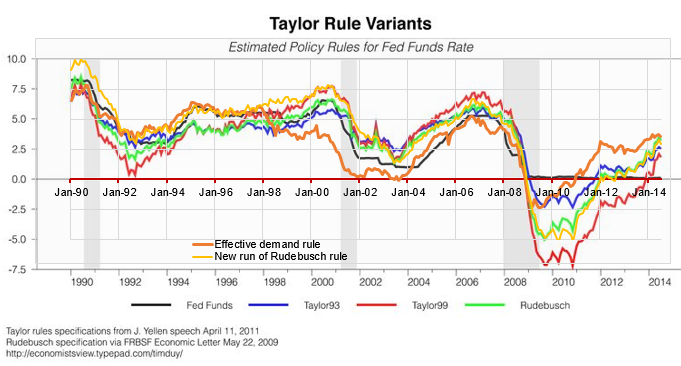 Taylor Rule Variants
Estimated Policy Rules for Fed Funds Rate
10.0
7.5
5.0
2.5
0.0
-2.5
-5.0
-7.5
Jan-90 Jan-92 Jan-94 Jan-96 Jan-98 Jan-00 Jan-02 Jan-04 Jan-06 Jan-08 Jan-10 Jan-12 Jan-14
Effective demand rule
New run of Rudebusch rule
1990 1992 1994 1996 1998 2000 2002 2004 2006 2008 2010 2012 2014
Fed Funds Taylor93 Taylor99 Rudebusch
Taylor rules specifications from J. Yellen speech April 11, 2011
Rudebusch specification via FRBSF Economic Letter May 22, 2009
http://economistsview.typepad.com/timduy/